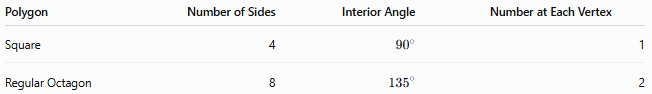 Polygon Number of Sides Interior Angle Number at Each Vertex
Square 4 90° 1
Regular Octagon 8 135° 2